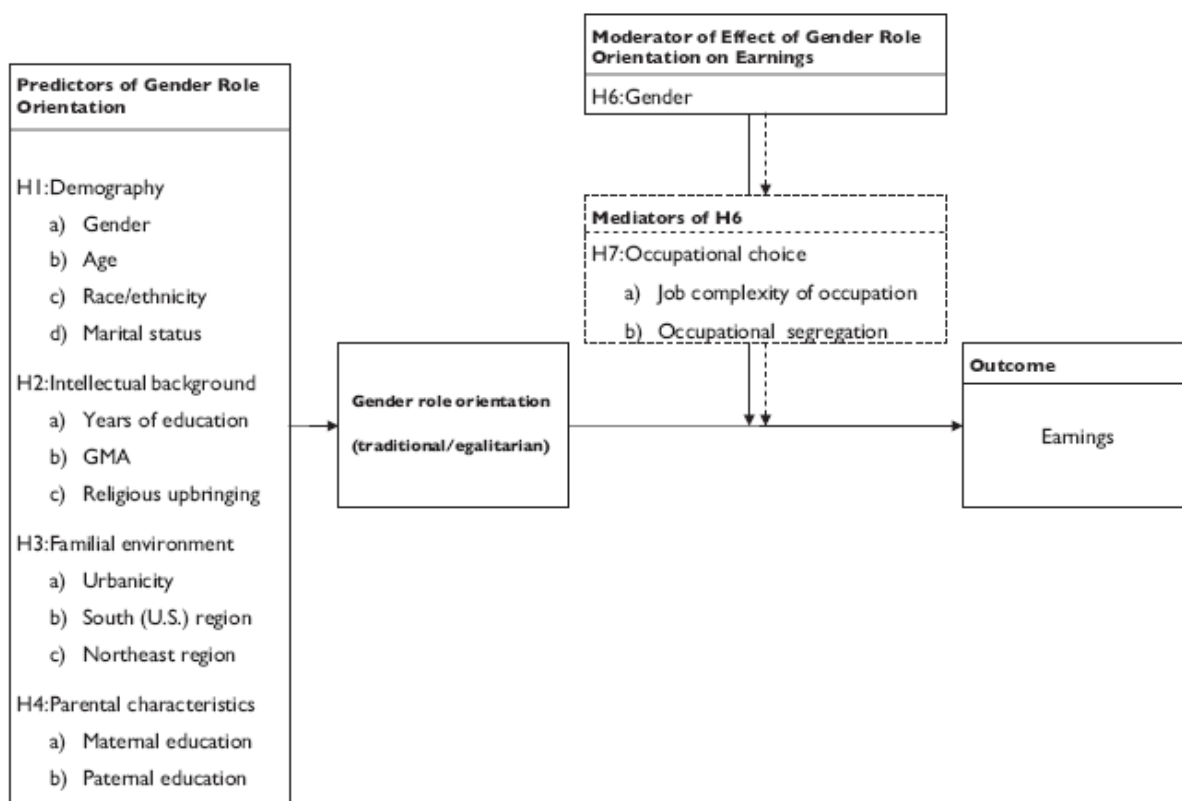 Moderator of Effect of Gender Role
Orientation on Earnings
H6:Gender
Predictors of Gender Role
Orientation
H1:Demography
a) Gender
b) Age
c) Race/ethnicity
d) Marital status
H2:Intellectual background
a) Years of education
b) GMA
c) Religious upbringing
H3:Familial environment
a) Urbanicity
b) South (U.S.) region
c) Northeast region
H4:Parental characteristics
a) Maternal education
b) Paternal education
Mediators of H6
H7:Occupational choice
a) Job complexity of occupation
b) Occupational segregation
Gender role orientation
(traditional/egalitarian)
Outcome
Earnings